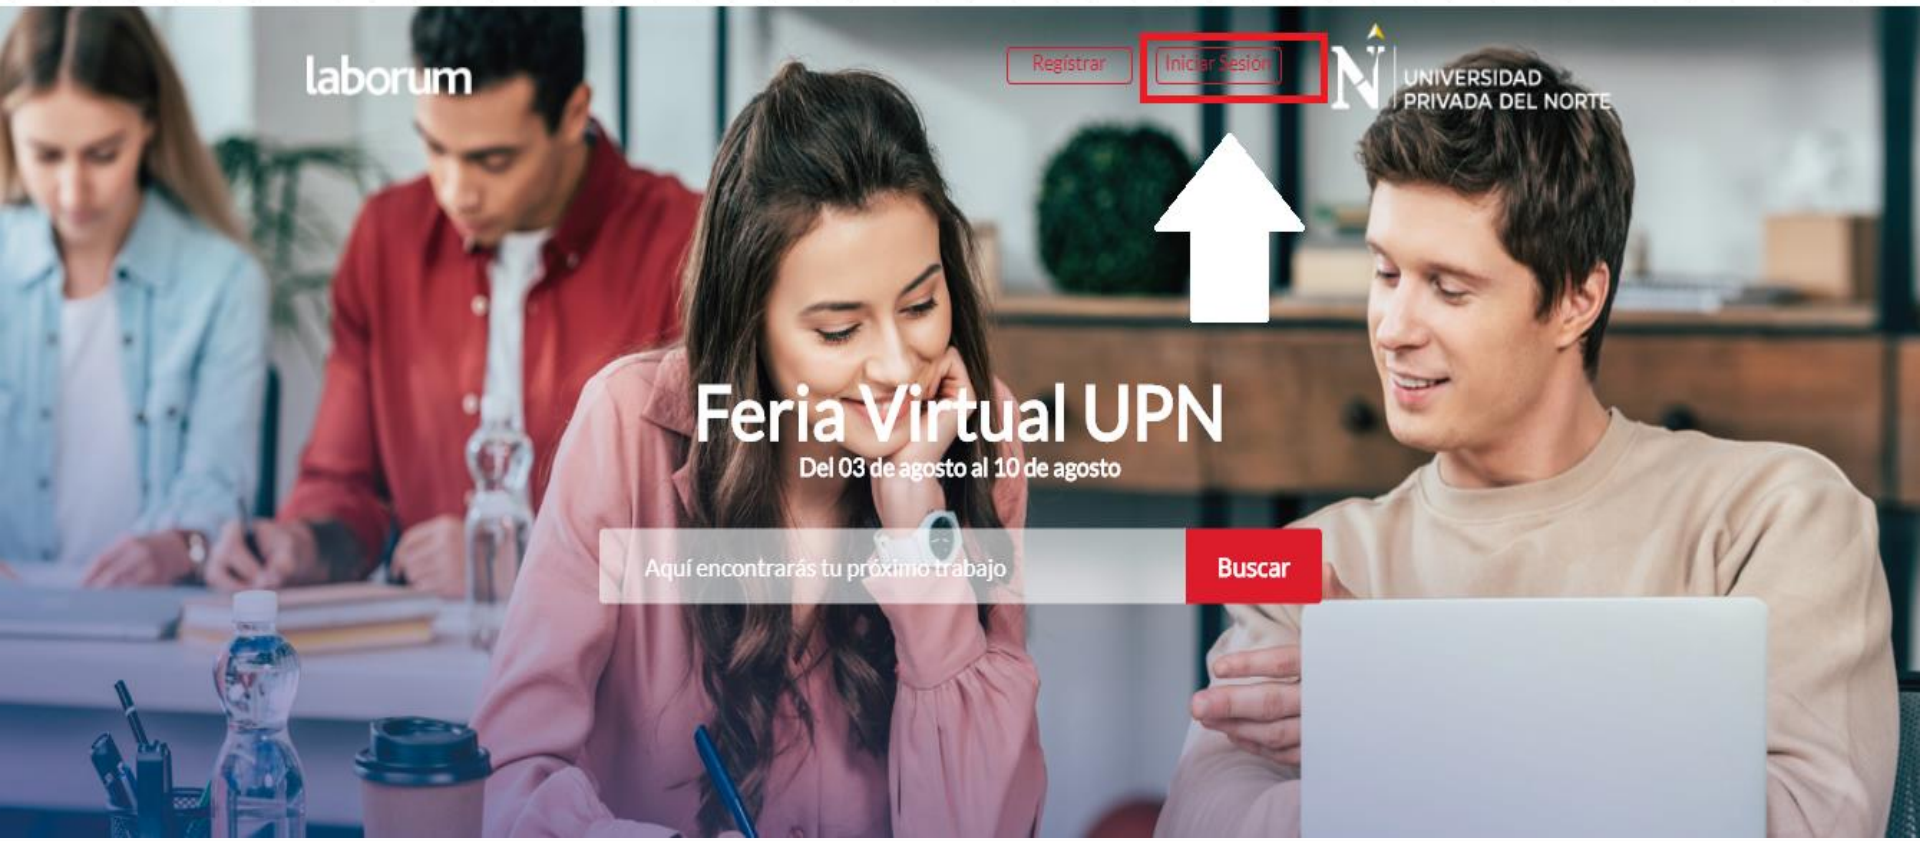 laborum
Registrar
Iniciar Sesión
UNIVERSIDAD
PRIVADA DEL NORTE
Feria Virtual UPN
Del 03 de agosto al 10 de agosto
Aquí encontrarás tu próximo trabajo
Buscar